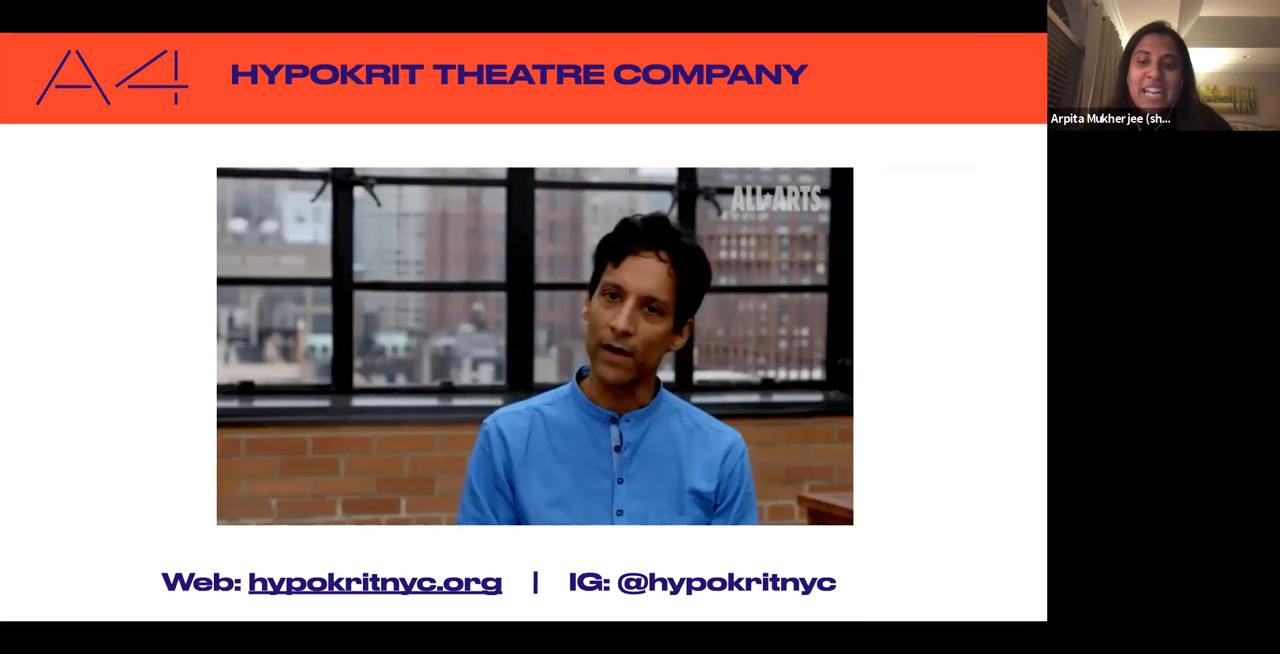 A4
HYPOKRIT THEATRE COMPANY
Arpita Mukherjee (sh...
ALL ARTS
Web: hypokritnyc.org | IG: @hypokritnyc